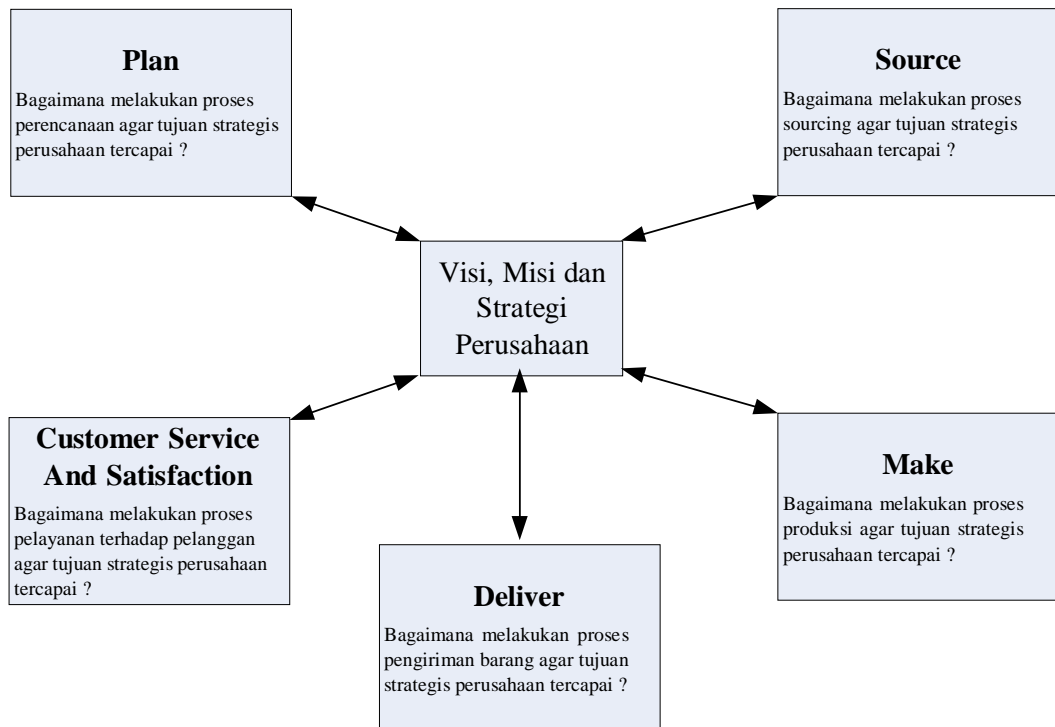 Plan
Bagaimana melakukan proses
perencanaan agar tujuan strategis
perusahaan tercapai ?
Source
Bagaimana melakukan proses
sourcing agar tujuan strategis
perusahaan tercapai ?
Visi, Misi dan
Strategi
Perusahaan
Customer Service
And Satisfaction
Bagaimana melakukan proses
pelayanan terhadap pelanggan
agar tujuan strategis perusahaan
tercapai ?
Make
Bagaimana melakukan proses
produksi agar tujuan strategis
perusahaan tercapai ?
Deliver
Bagaimana melakukan proses
pengiriman barang agar tujuan
strategis perusahaan tercapai ?